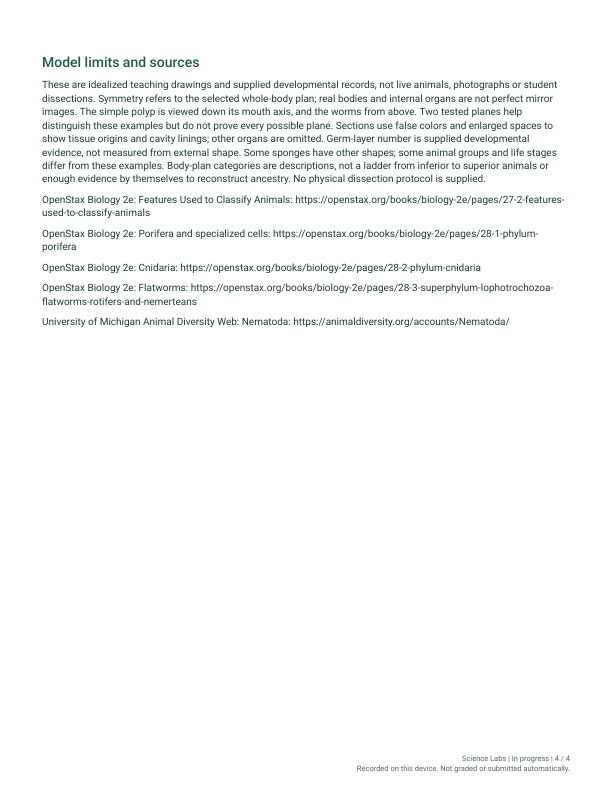 Model limits and sources
These are idealized teaching drawings and supplied developmental records, not live animals, photographs or student
dissections. Symmetry refers to the selected whole-body plan; real bodies and internal organs are not perfect mirror
images. The simple polyp is viewed down its mouth axis, and the worms from above. Two tested planes help
distinguish these examples but do not prove every possible plane. Sections use false colors and enlarged spaces to
show tissue origins and cavity linings; other organs are omitted. Germ-layer number is supplied developmental
evidence, not measured from external shape. Some sponges have other shapes; some animal groups and life stages
differ from these examples. Body-plan categories are descriptions, not a ladder from inferior to superior animals or
enough evidence by themselves to reconstruct ancestry. No physical dissection protocol is supplied.
OpenStax Biology 2e: Features Used to Classify Animals: https://openstax.org/books/biology-2e/pages/27-2-features-
used-to-classify-animals
OpenStax Biology 2e: Porifera and specialized cells: https://openstax.org/books/biology-2e/pages/28-1-phylum-
porifera
OpenStax Biology 2e: Cnidaria: https://openstax.org/books/biology-2e/pages/28-2-phylum-cnidaria
OpenStax Biology 2e: Flatworms: https://openstax.org/books/biology-2e/pages/28-3-superphylum-lophotrochozoa-
flatworms-rotifers-and-nemerteans
University of Michigan Animal Diversity Web: Nematoda: https://animaldiversity.org/accounts/Nematoda/
Science Labs | In progress | 4 / 4
Recorded on this device. Not graded or submitted automatically.